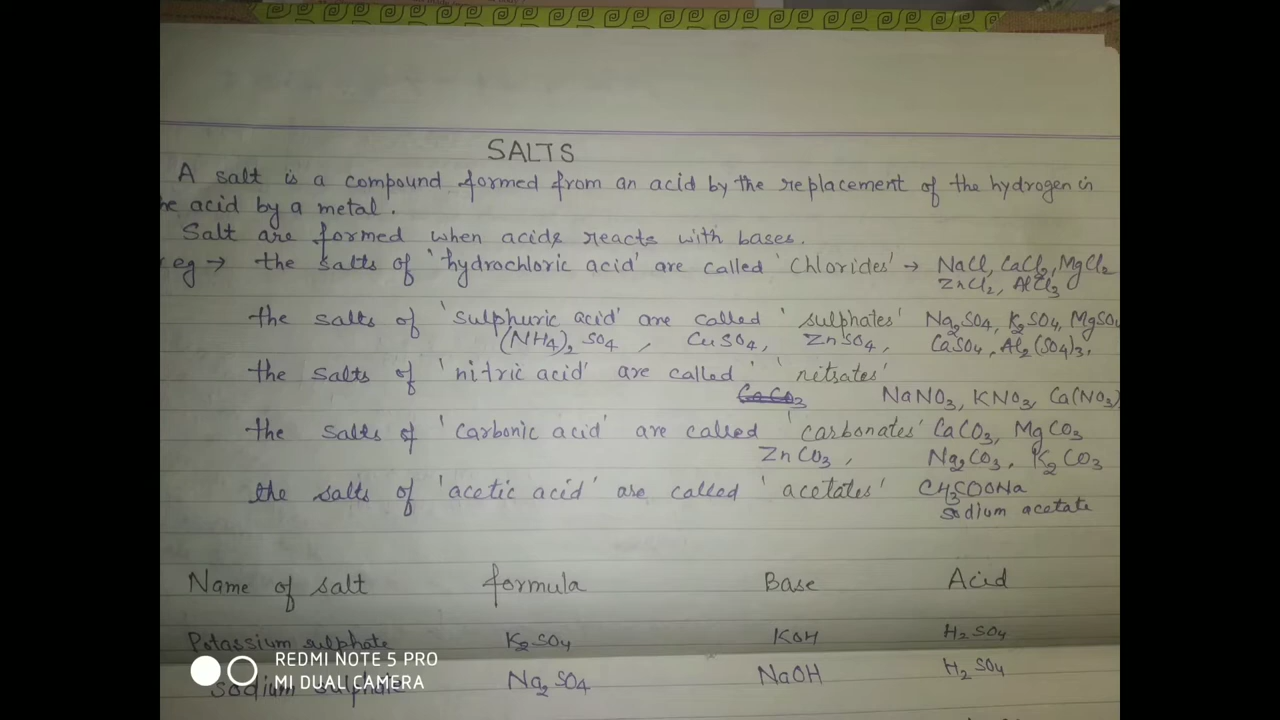 SALTS
A salt is a compound formed from an acid by the replacement of the hydrogen in
he acid by a metal.
Salt are formed when acids reacts with bases.
eg → the salts of 'hydrochloric acid' are called 'Chlorides' → NaCl, CaCl2, MgCl2
ZnCl2, AlCl3
the salts of 'sulphuric acid' are called 'sulphates' Na2SO4, K2SO4, MgSO4
(NH4)2 SO4, CuSO4, ZnSO4, CaSO4, Al2(SO4)3.
the salts of 'nitric acid' are called 'nitrates'
CaCO3 NaNO3, KNO3, Ca(NO3)
the salts of 'Carbonic acid' are called 'carbonates' CaCO3, MgCO3
ZnCO3, Na2CO3, K2CO3
the salts of 'acetic acid' are called 'acetates' CH3COONa
sodium acetate
Name of salt formula Base Acid
Potassium sulphate K2SO4 KOH H2SO4
sodium sulphate Na2SO4 NaOH H2SO4
REDMI NOTE 5 PRO
MI DUAL CAMERA